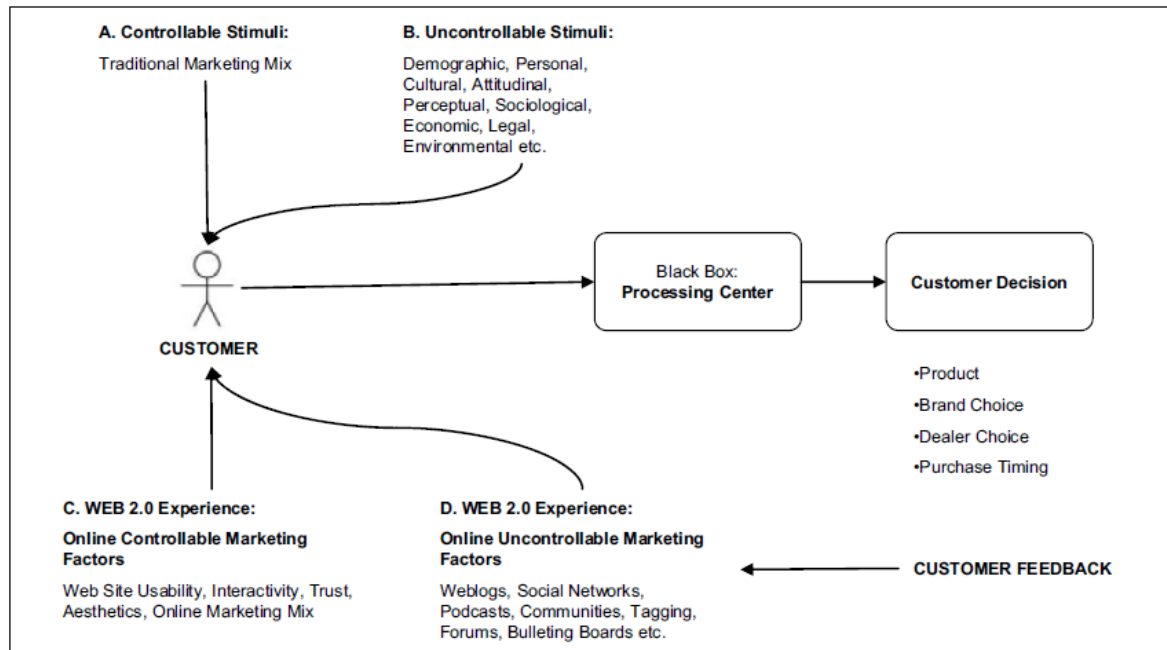 A. Controllable Stimuli:
Traditional Marketing Mix
B. Uncontrollable Stimuli:
Demographic, Personal,
Cultural, Attitudinal,
Perceptual, Sociological,
Economic, Legal,
Environmental etc.
CUSTOMER
Black Box:
Processing Center
Customer Decision
•Product
•Brand Choice
•Dealer Choice
•Purchase Timing
C. WEB 2.0 Experience:
Online Controllable Marketing
Factors
Web Site Usability, Interactivity, Trust,
Aesthetics, Online Marketing Mix
D. WEB 2.0 Experience:
Online Uncontrollable Marketing
Factors
Weblogs, Social Networks,
Podcasts, Communities, Tagging,
Forums, Bulleting Boards etc.
CUSTOMER FEEDBACK